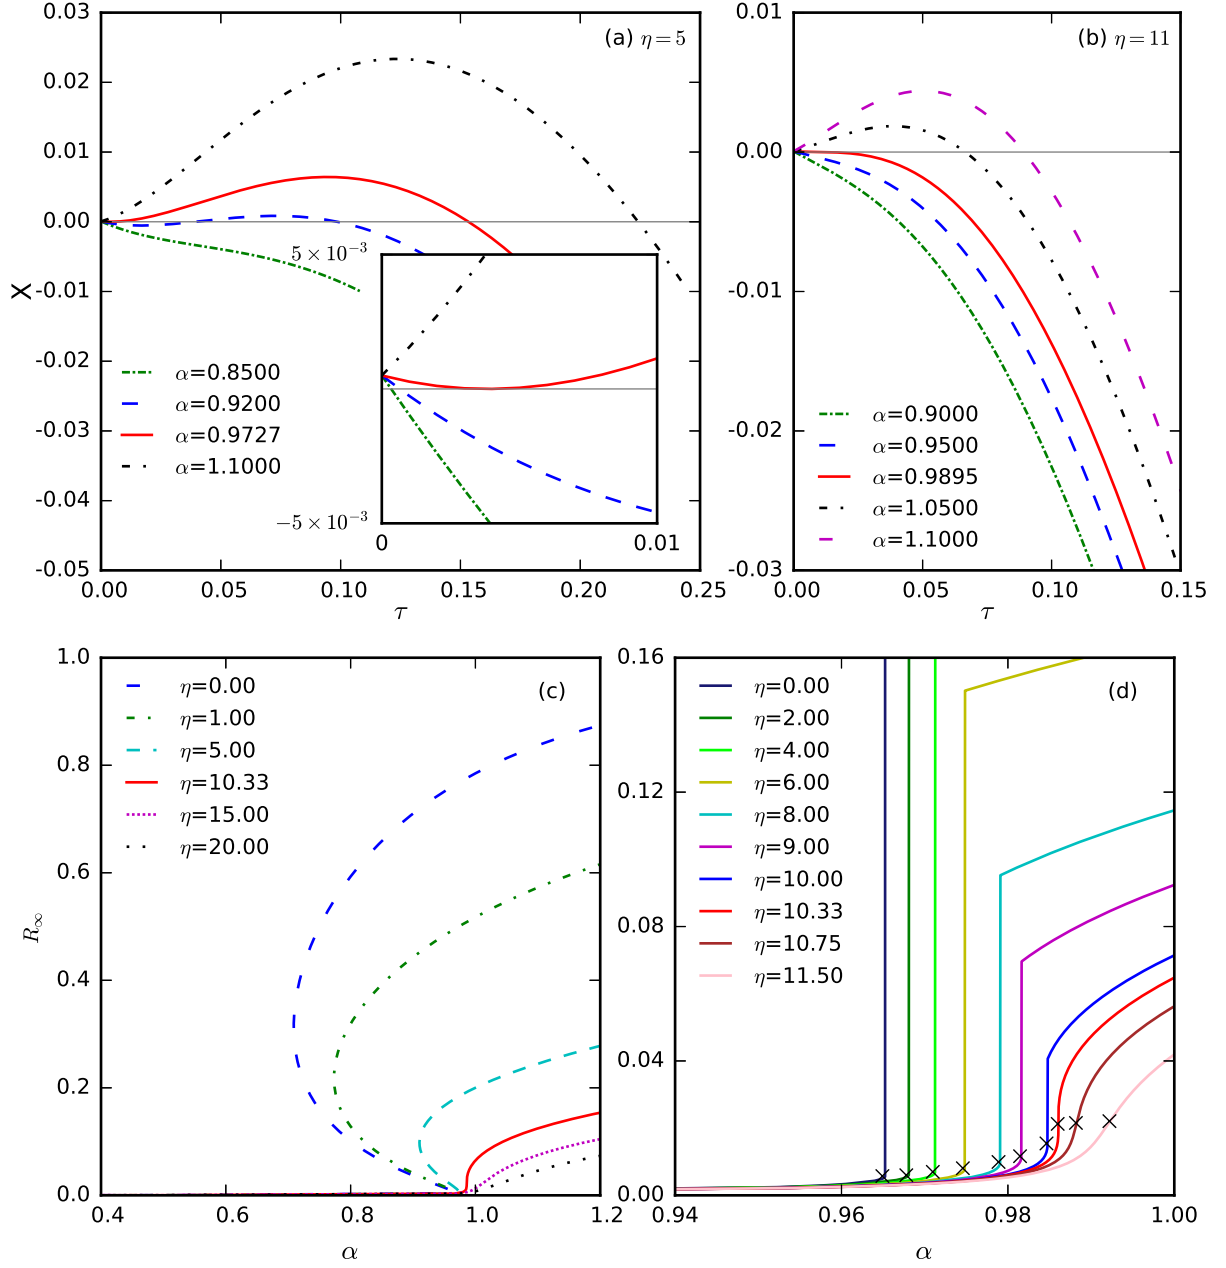 (a) η = 5
0.03
0.02
0.01
0.00
-0.01
-0.02
-0.03
-0.04
-0.05
X
5 × 10⁻³
−5 × 10⁻³
0
0.01
α=0.8500
α=0.9200
α=0.9727
α=1.1000
0.00
0.05
0.10
0.15
0.20
0.25
τ
(b) η = 11
0.01
0.00
-0.01
-0.02
-0.03
α=0.9000
α=0.9500
α=0.9895
α=1.0500
α=1.1000
0.00
0.05
0.10
0.15
τ
(c)
1.0
0.8
0.6
0.4
0.2
0.0
R∞
η=0.00
η=1.00
η=5.00
η=10.33
η=15.00
η=20.00
0.4
0.6
0.8
1.0
1.2
α
(d)
0.16
0.12
0.08
0.04
0.00
η=0.00
η=2.00
η=4.00
η=6.00
η=8.00
η=9.00
η=10.00
η=10.33
η=10.75
η=11.50
0.94
0.96
0.98
1.00
α